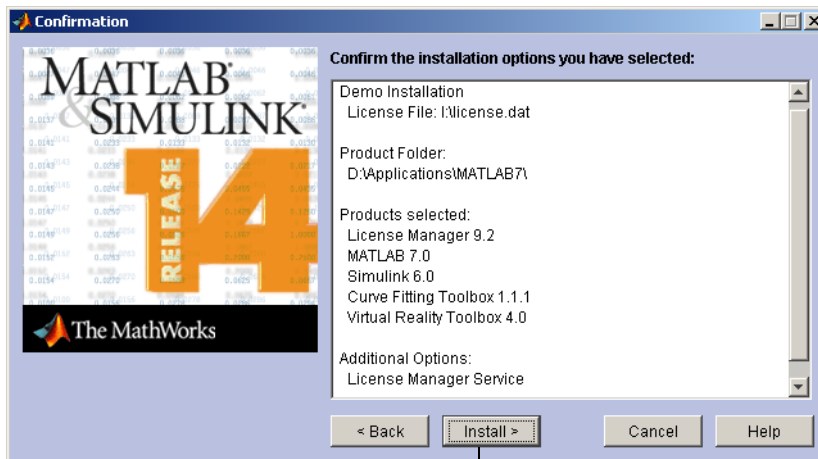 Confirmation
MATLAB®
&SIMULINK®
RELEASE
14
The MathWorks
Confirm the installation options you have selected:
Demo Installation
License File: I:\license.dat
Product Folder:
D:\Applications\MATLAB7\
Products selected:
License Manager 9.2
MATLAB 7.0
Simulink 6.0
Curve Fitting Toolbox 1.1.1
Virtual Reality Toolbox 4.0
Additional Options:
License Manager Service
< Back
Install >
Cancel
Help